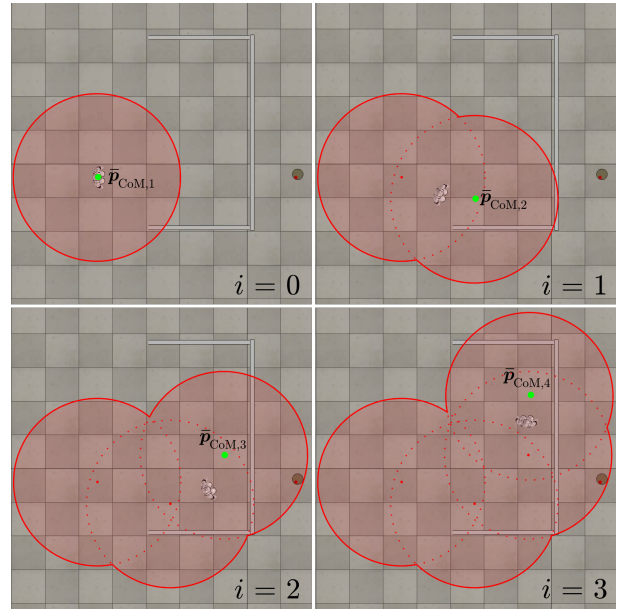 p̄CoM,1
i = 0
p̄CoM,2
i = 1
p̄CoM,3
i = 2
p̄CoM,4
i = 3